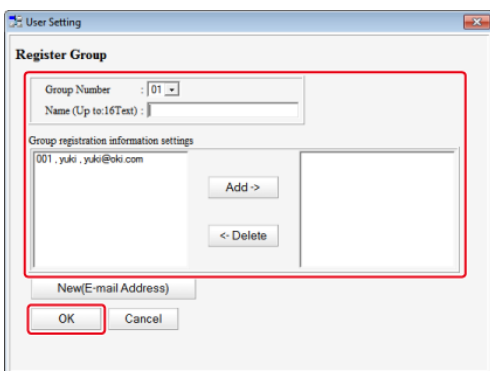 User Setting
Register Group
Group Number : 01
Name (Up to:16Text) :
Group registration information settings
001 , yuki , yuki@oki.com
Add ->
<- Delete
New(E-mail Address)
OK Cancel